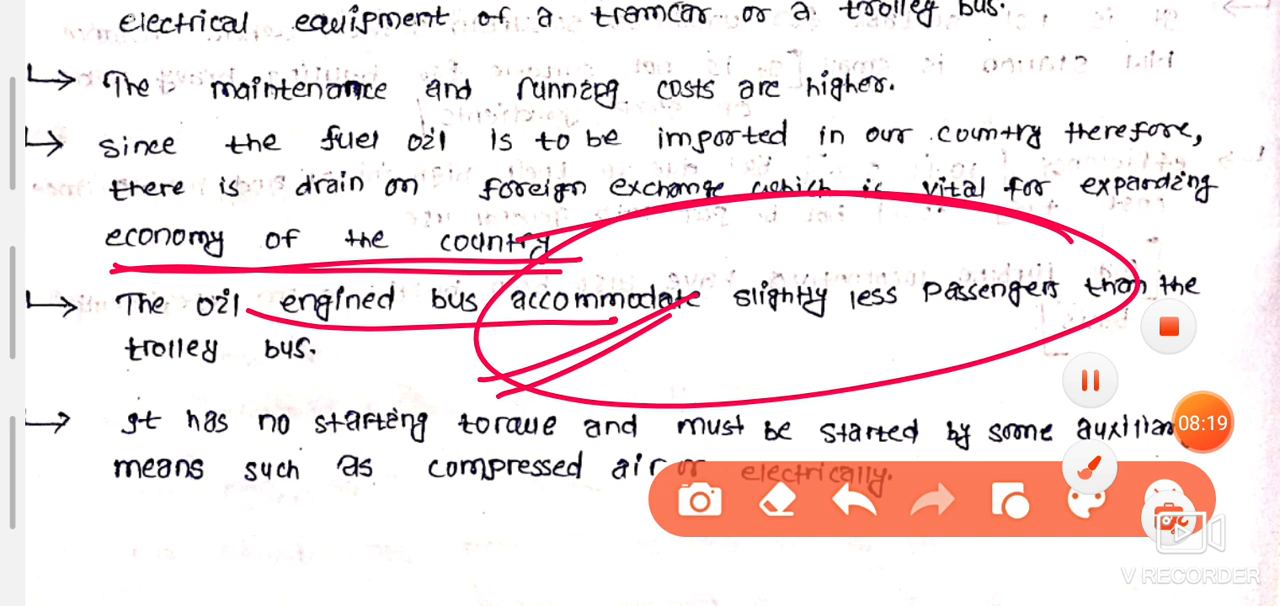 electrical equipment of a tramcar or a trolley bus.
↳ The maintenance and running costs are higher.
↳ since the fuel oil is to be imported in our country therefore,
there is drain on foreign exchange which is vital for expanding
economy of the country
↳ The oil engined bus accommodate slightly less passengers than the
trolley bus.
↳ It has no starting torque and must be started by some auxiliary
means such as compressed air or electrically.
08:19
V RECORDER